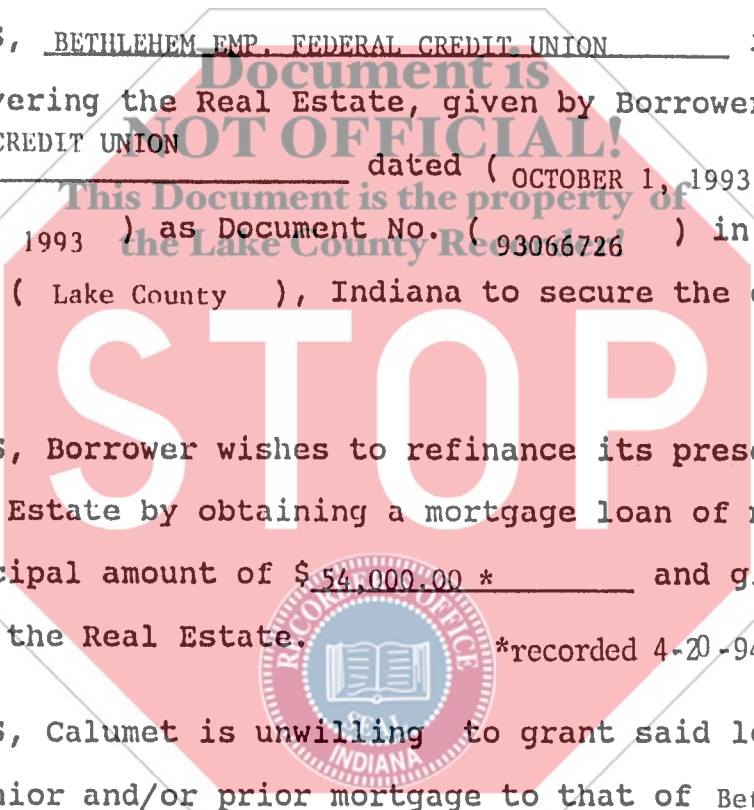 S, BETHLEHEM EMP. FEDERAL CREDIT UNION
Document is
vering the Real Estate, given by Borrower
NOT OFFICIAL!
CREDIT UNION
dated ( OCTOBER 1, 1993
This Document is the property of
1993 ) as Document No. ( 93066726 ) in
the Lake County Recorder!
( Lake County ), Indiana to secure the
STOP
S, Borrower wishes to refinance its pres
Estate by obtaining a mortgage loan of
cipal amount of $ 54,000.00 * and g
the Real Estate. *recorded 4-20-94
RECORDER'S OFFICE
SEAL
INDIANA
S, Calumet is unwilling to grant said l
nior and/or prior mortgage to that of Bet